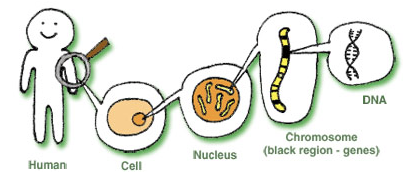 Human
Cell
Nucleus
Chromosome
(black region - genes)
DNA